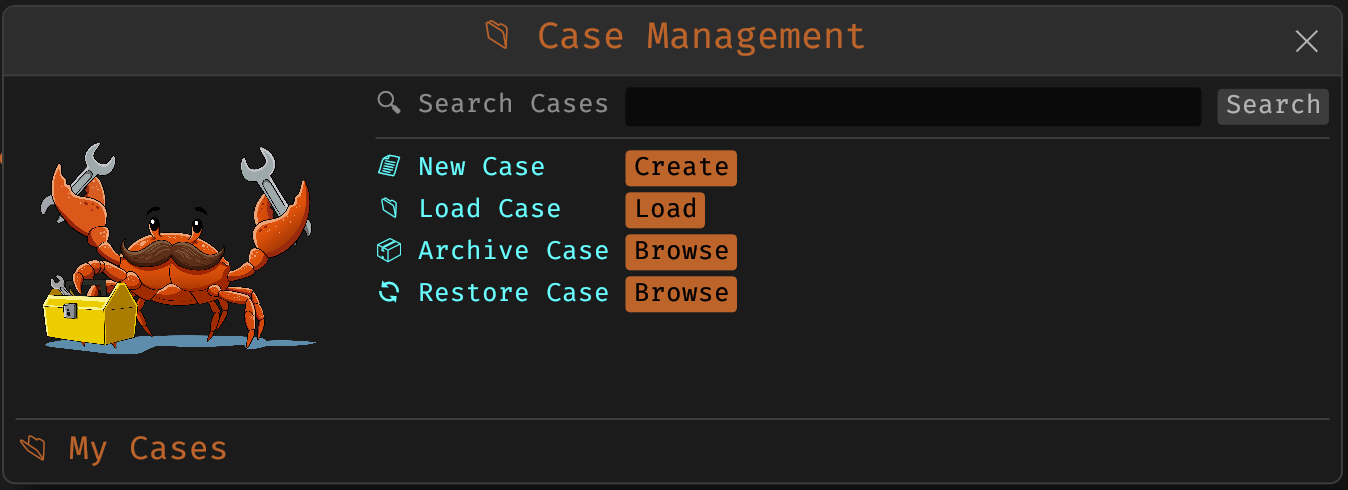 Case Management
Search Cases Search
New Case Create
Load Case Load
Archive Case Browse
Restore Case Browse
My Cases